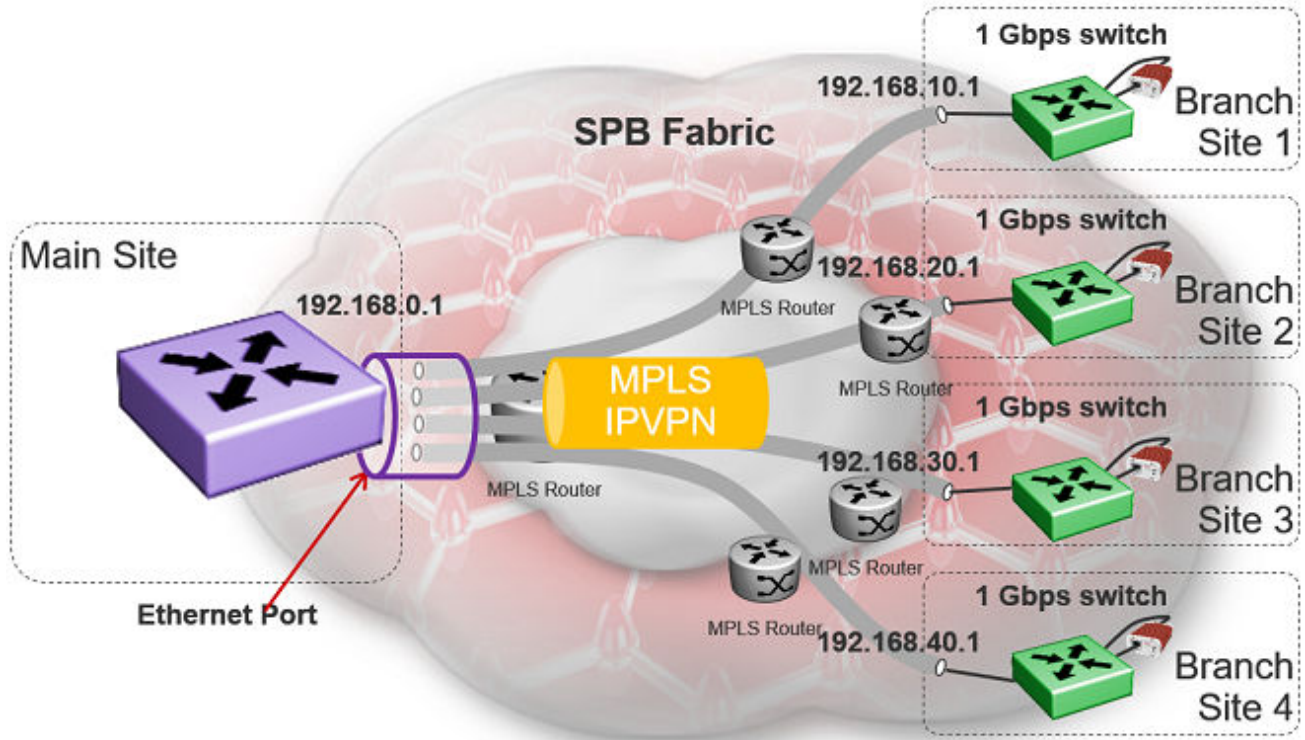 1 Gbps switch
192.168.10.1
Branch
Site 1
SPB Fabric
1 Gbps switch
Main Site
192.168.20.1
Branch
Site 2
192.168.0.1
MPLS Router
MPLS
IPVPN
MPLS Router
1 Gbps switch
192.168.30.1
Branch
Site 3
MPLS Router
MPLS Router
Ethernet Port
1 Gbps switch
MPLS Router
192.168.40.1
Branch
Site 4